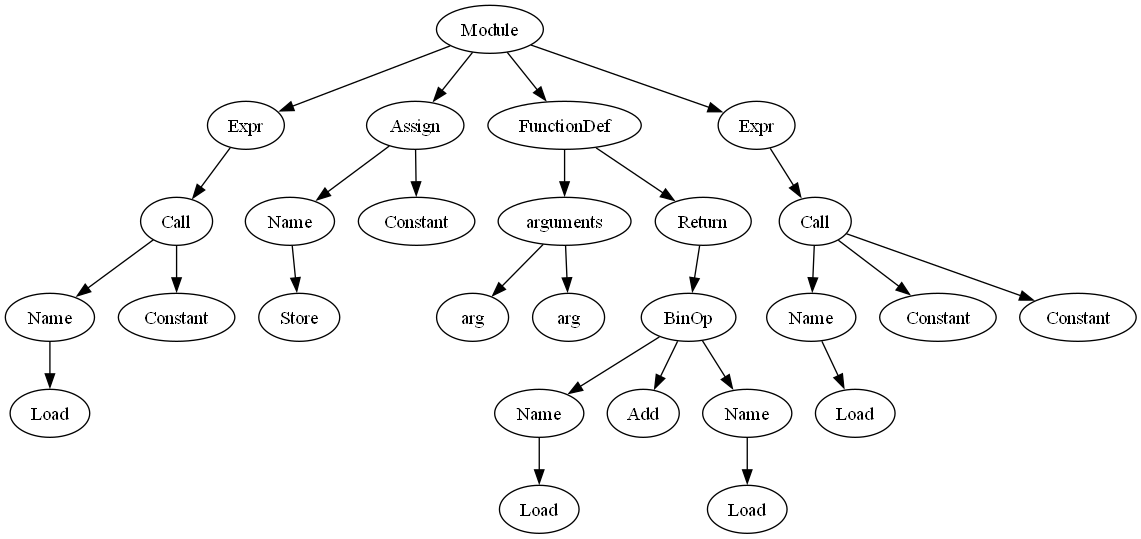 Module
Expr Assign FunctionDef Expr
Call Name Constant arguments Return Call
Name Constant Store arg arg BinOp Name Constant Constant
Load Name Add Name Load
Load Load